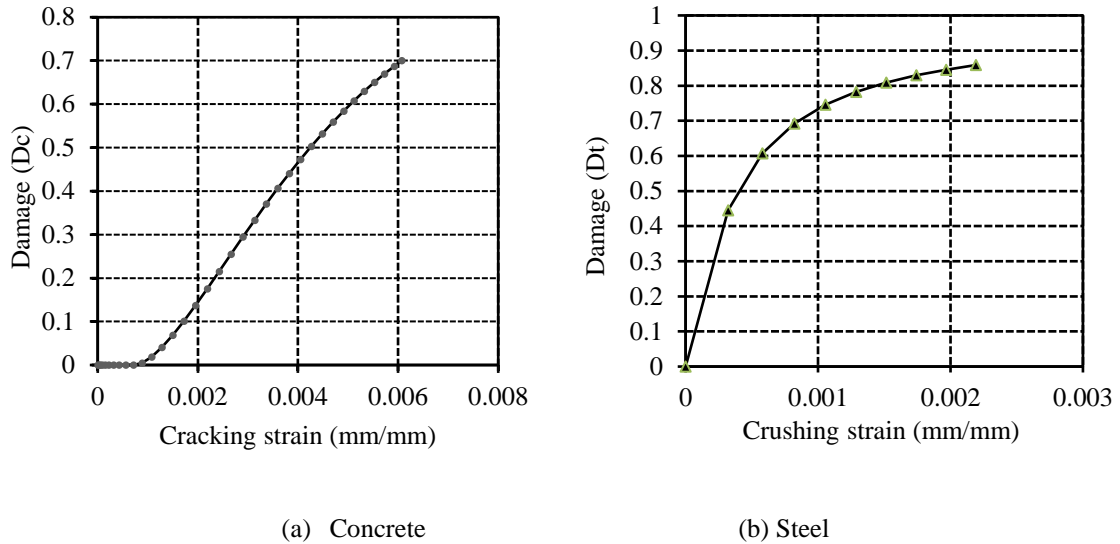 0.8
0.7
0.6
0.5
0.4
0.3
0.2
0.1
0
Damage (Dc)
0 0.002 0.004 0.006 0.008
Cracking strain (mm/mm)
1
0.9
0.8
0.7
0.6
0.5
0.4
0.3
0.2
0.1
0
Damage (Dt)
0 0.001 0.002 0.003
Crushing strain (mm/mm)
(a) Concrete
(b) Steel